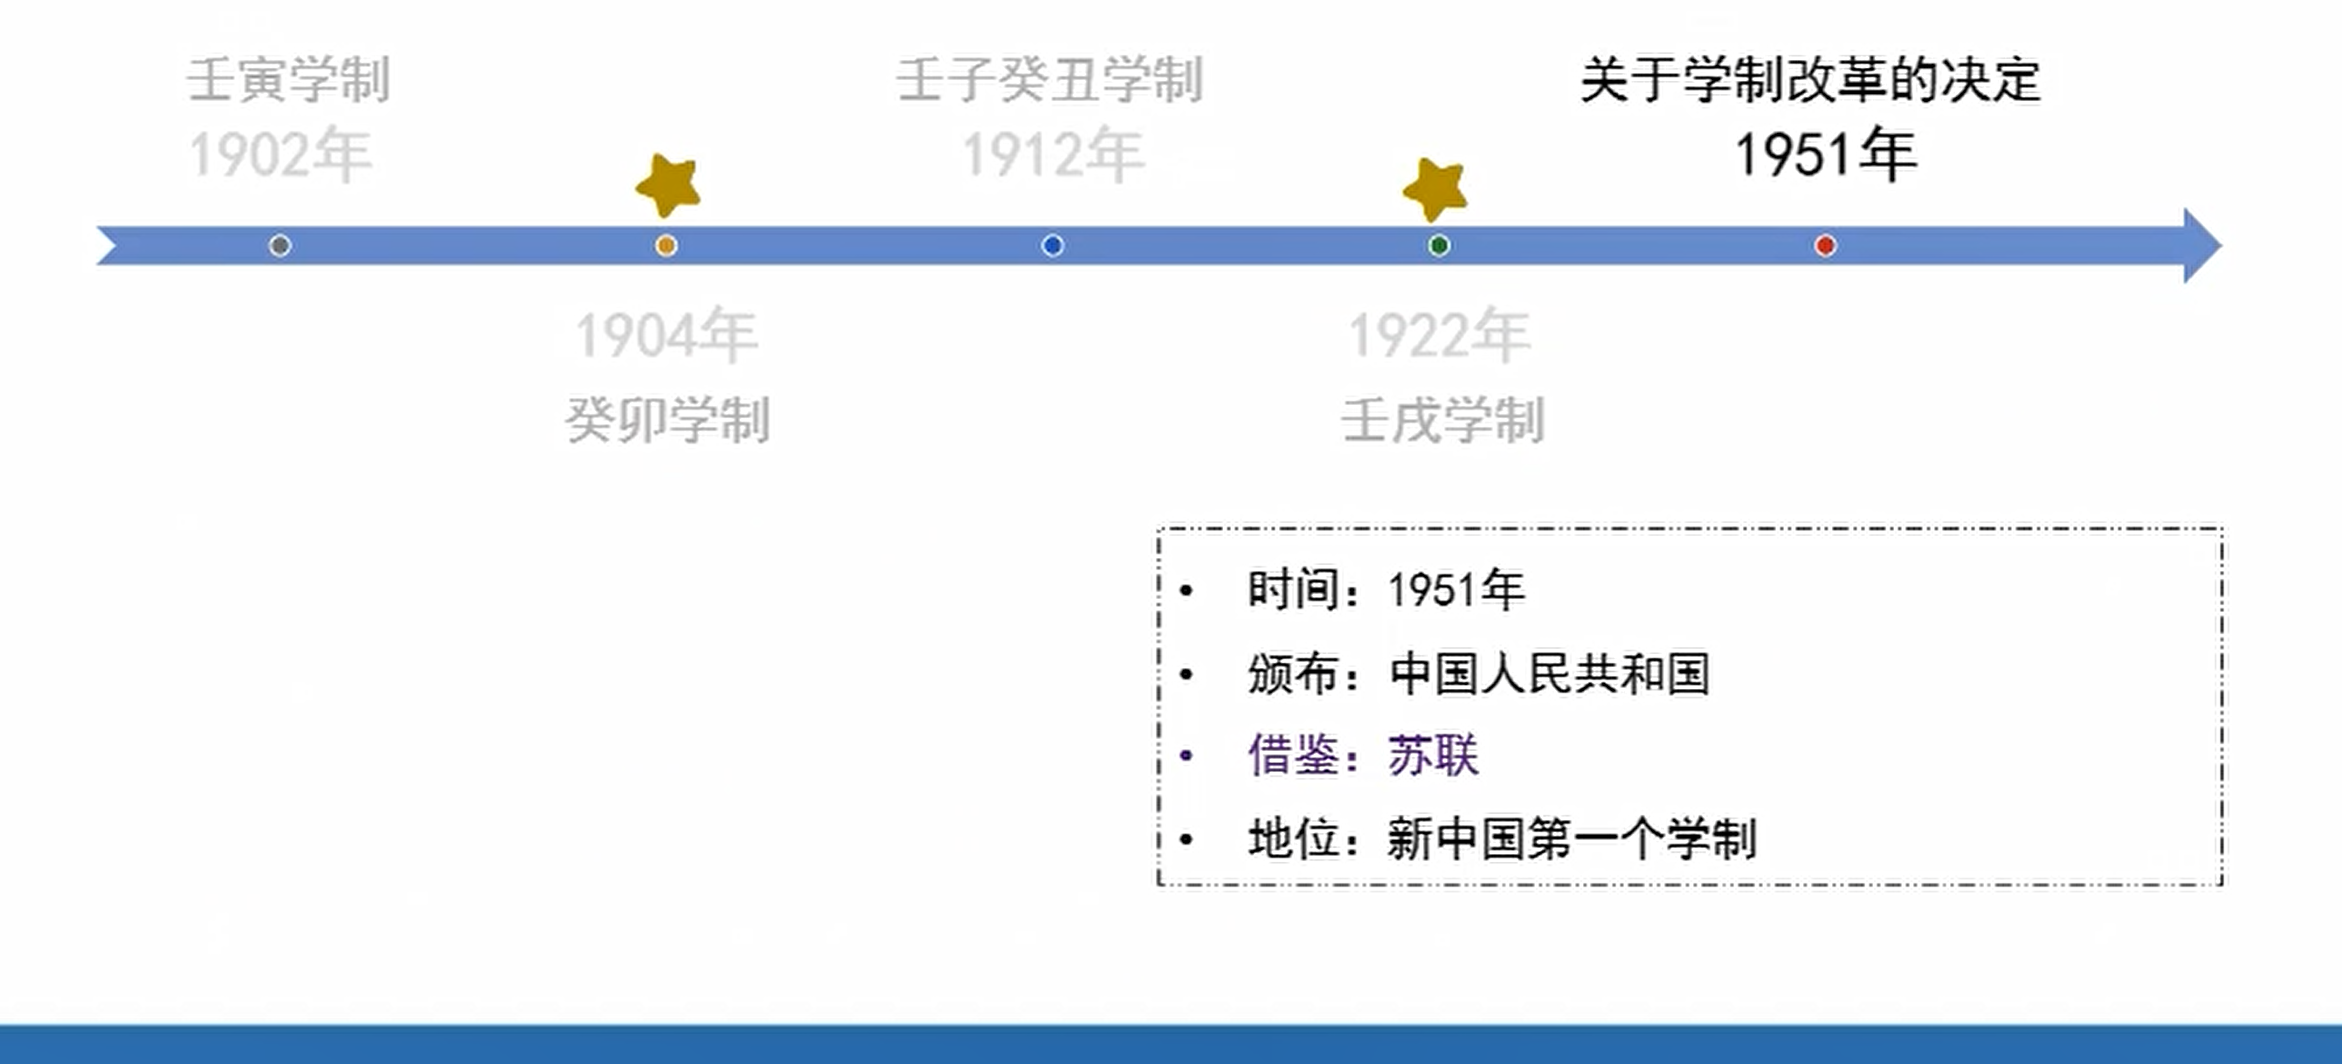 壬寅学制
1902年
壬子癸丑学制
1912年
关于学制改革的决定
1951年
1904年
癸卯学制
1922年
壬戌学制
• 时间：1951年
• 颁布：中国人民共和国
• 借鉴：苏联
• 地位：新中国第一个学制